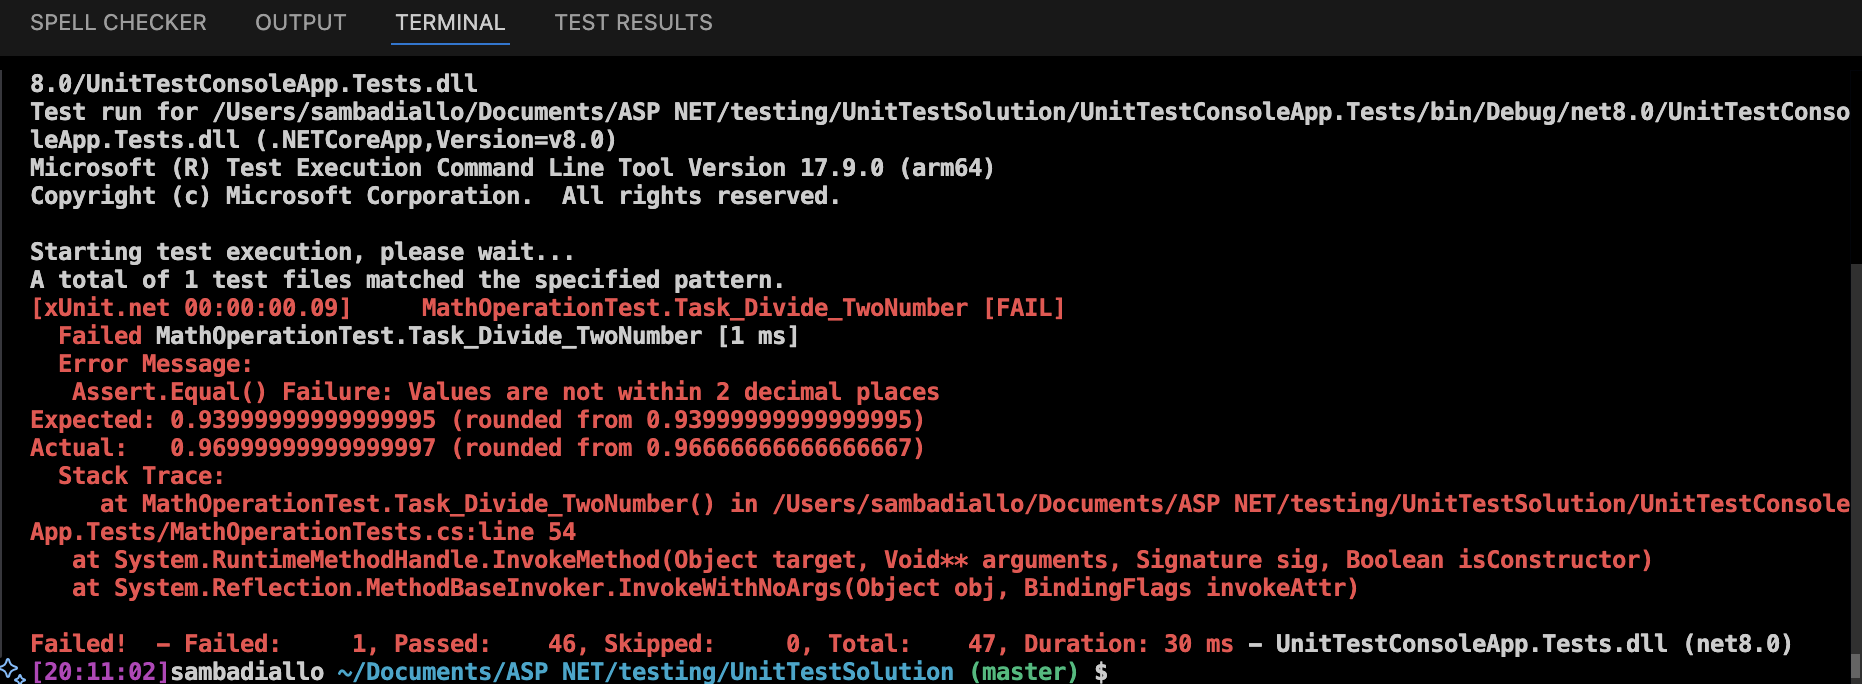 SPELL CHECKER OUTPUT TERMINAL TEST RESULTS
8.0/UnitTestConsoleApp.Tests.dll
Test run for /Users/sambadiallo/Documents/ASP NET/testing/UnitTestSolution/UnitTestConsoleApp.Tests/bin/Debug/net8.0/UnitTestConso
leApp.Tests.dll (.NETCoreApp,Version=v8.0)
Microsoft (R) Test Execution Command Line Tool Version 17.9.0 (arm64)
Copyright (c) Microsoft Corporation.  All rights reserved.
Starting test execution, please wait...
A total of 1 test files matched the specified pattern.
[xUnit.net 00:00:00.09]     MathOperationTest.Task_Divide_TwoNumber [FAIL]
  Failed MathOperationTest.Task_Divide_TwoNumber [1 ms]
  Error Message:
   Assert.Equal() Failure: Values are not within 2 decimal places
Expected: 0.93999999999999995 (rounded from 0.93999999999999995)
Actual:   0.96999999999999997 (rounded from 0.96666666666666667)
  Stack Trace:
     at MathOperationTest.Task_Divide_TwoNumber() in /Users/sambadiallo/Documents/ASP NET/testing/UnitTestSolution/UnitTestConsole
App.Tests/MathOperationTests.cs:line 54
   at System.RuntimeMethodHandle.InvokeMethod(Object target, Void** arguments, Signature sig, Boolean isConstructor)
   at System.Reflection.MethodBaseInvoker.InvokeWithNoArgs(Object obj, BindingFlags invokeAttr)
Failed!  - Failed:     1, Passed:    46, Skipped:     0, Total:    47, Duration: 30 ms - UnitTestConsoleApp.Tests.dll (net8.0)
[20:11:02]sambadiallo ~/Documents/ASP NET/testing/UnitTestSolution (master) $